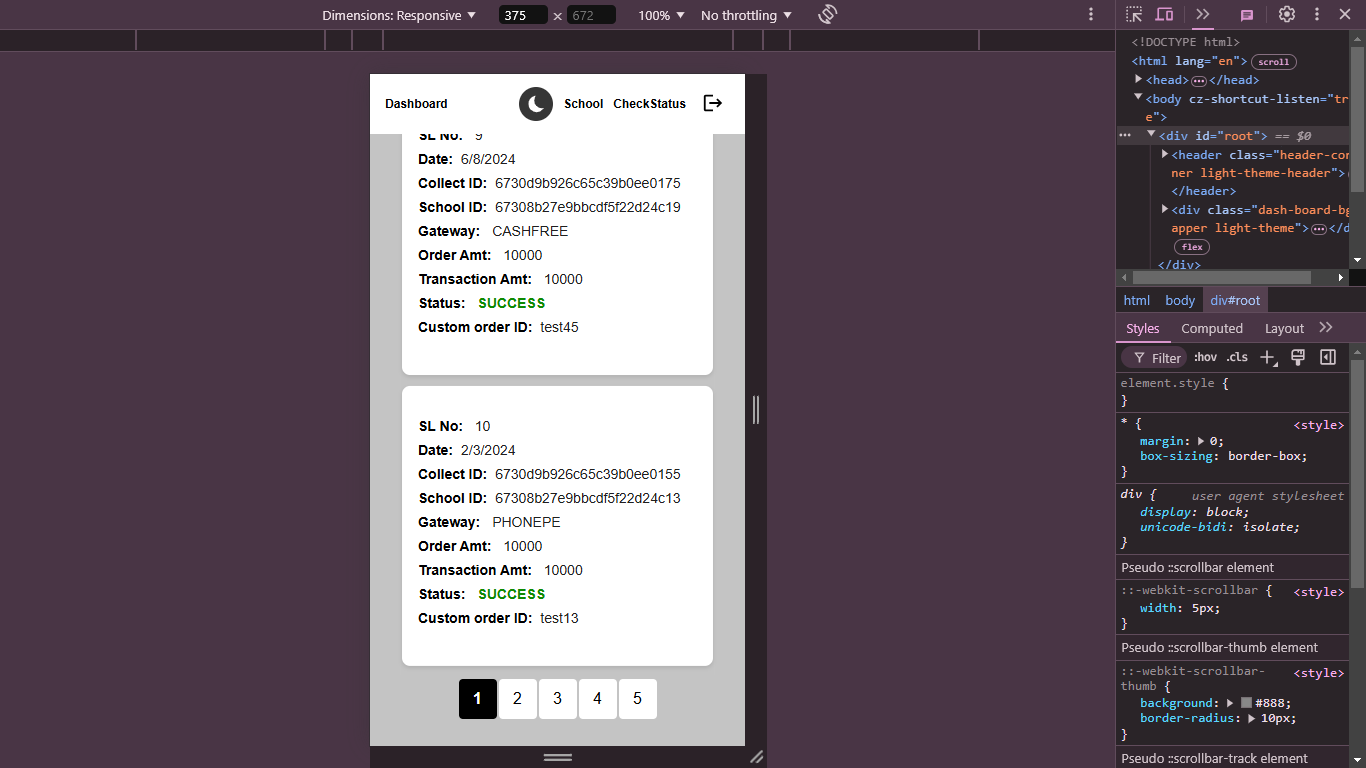 Dimensions: Responsive 375 x 672 100% No throttling
Dashboard School CheckStatus
SL No: 9
Date: 6/8/2024
Collect ID: 6730d9b926c65c39b0ee0175
School ID: 67308b27e9bbcdf5f22d24c19
Gateway: CASHFREE
Order Amt: 10000
Transaction Amt: 10000
Status: SUCCESS
Custom order ID: test45
SL No: 10
Date: 2/3/2024
Collect ID: 6730d9b926c65c39b0ee0155
School ID: 67308b27e9bbcdf5f22d24c13
Gateway: PHONEPE
Order Amt: 10000
Transaction Amt: 10000
Status: SUCCESS
Custom order ID: test13
1 2 3 4 5
<!DOCTYPE html>
<html lang="en"> scroll
<head> ••• </head>
<body cz-shortcut-listen="tr
e">
••• <div id="root"> == $0
<header class="header-cor
ner light-theme-header">
</header>
<div class="dash-board-bg
apper light-theme"> ••• </d
flex
</div>
html body div#root
Styles Computed Layout
Filter :hov .cls
element.style {
}
* { <style>
margin: 0;
box-sizing: border-box;
}
div { user agent stylesheet
display: block;
unicode-bidi: isolate;
}
Pseudo ::scrollbar element
::-webkit-scrollbar { <style>
width: 5px;
}
Pseudo ::scrollbar-thumb element
::-webkit-scrollbar- <style>
thumb {
background: #888;
border-radius: 10px;
}
Pseudo ::scrollbar-track element